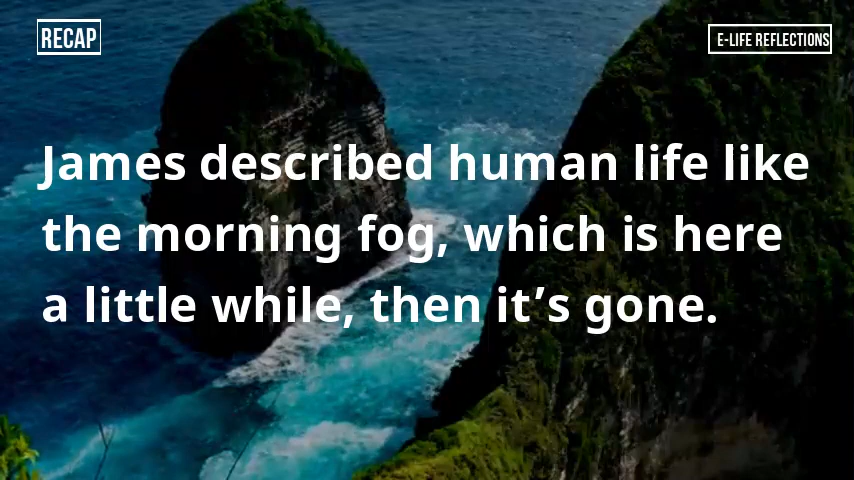 RECAP
E-LIFE REFLECTIONS
James described human life like
the morning fog, which is here
a little while, then it’s gone.